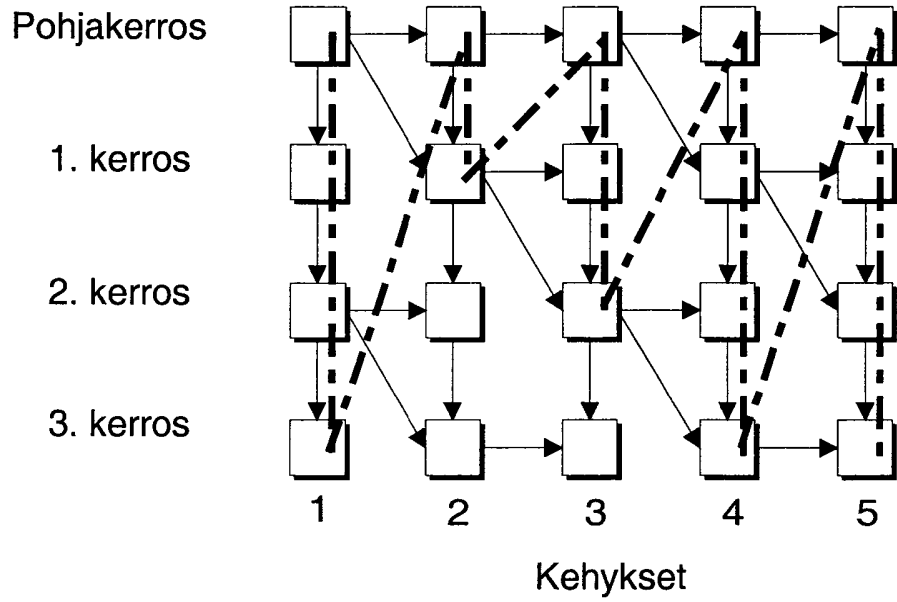 Pohjakerros
1. kerros
2. kerros
3. kerros
1 2 3 4 5
Kehykset